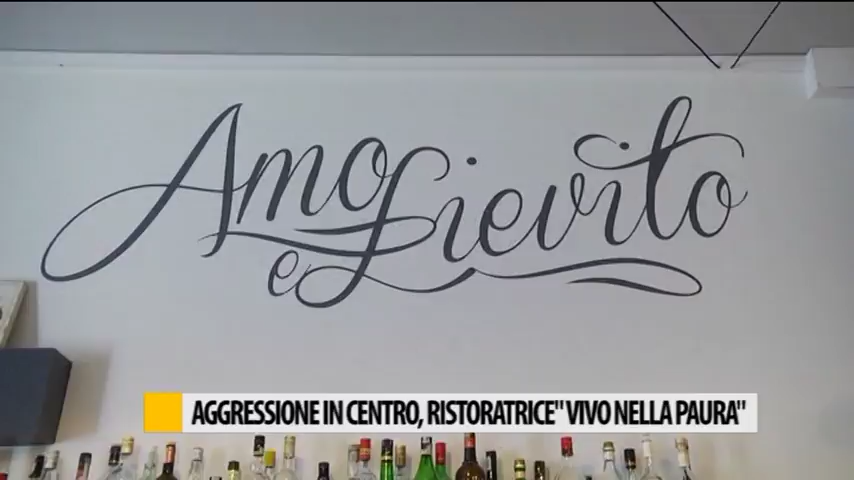 Amo
e Lievito
AGGRESSIONE IN CENTRO, RISTORATRICE" VIVO NELLA PAURA"